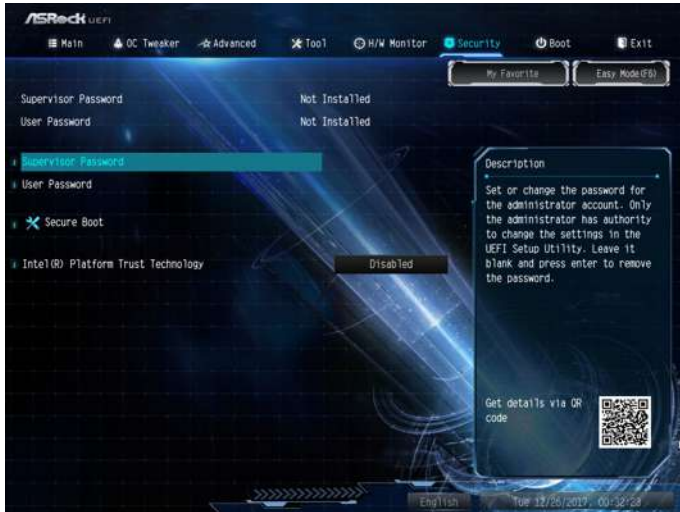 ASRock UEFI
Main OC Tweaker Advanced Tool H/W Monitor Security Boot Exit
My Favorite Easy Mode(F6)
Supervisor Password Not Installed
User Password Not Installed
Supervisor Password
User Password
Secure Boot
Intel(R) Platform Trust Technology Disabled
Description
Set or change the password for
the administrator account. Only
the administrator has authority
to change the settings in the
UEFI Setup Utility. Leave it
blank and press enter to remove
the password.
Get details via QR
code
English Tue 12/26/2017, 00:32:23